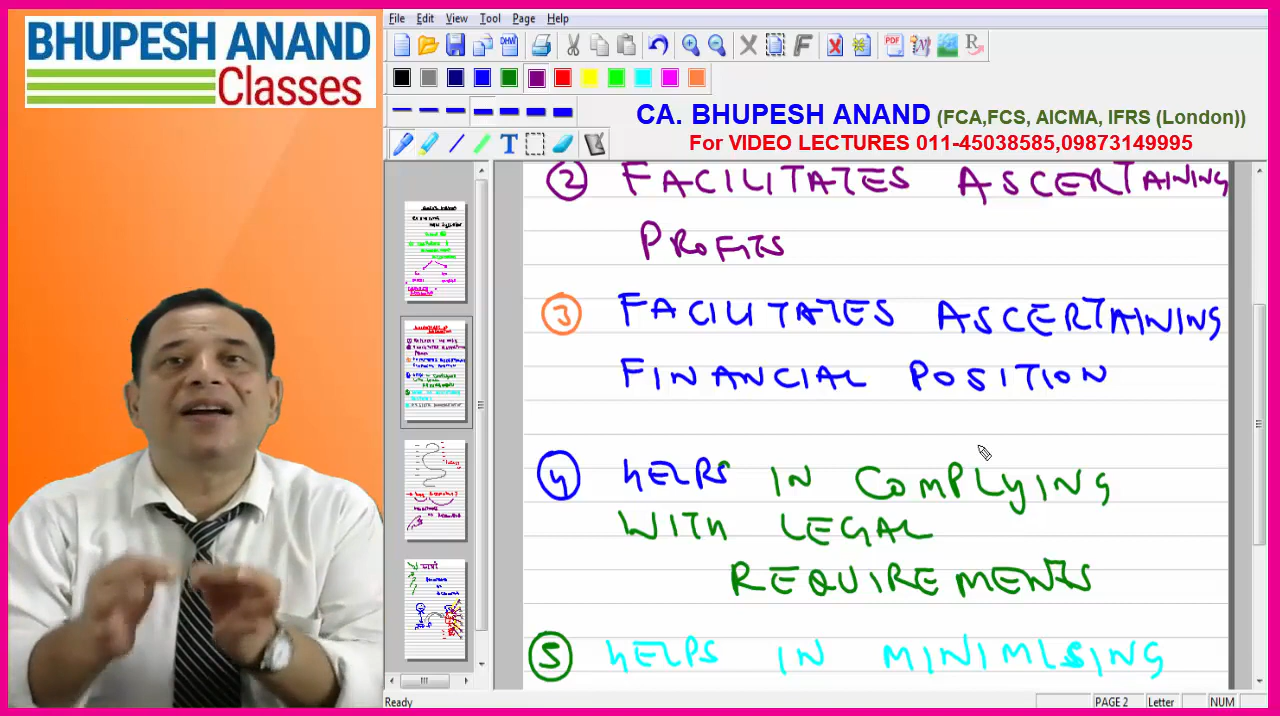 BHUPESH ANAND
Classes
File Edit View Tool Page Help
CA. BHUPESH ANAND (FCA,FCS, AICMA, IFRS (London))
For VIDEO LECTURES 011-45038585,09873149995
② FACILITATES ASCERTAINING
PROFITS
③ FACILITATES ASCERTAINING
FINANCIAL POSITION
④ HELPS IN COMPLYING
WITH LEGAL
REQUIREMENTS
⑤ HELPS IN MINIMISING
Ready PAGE 2 Letter NUM